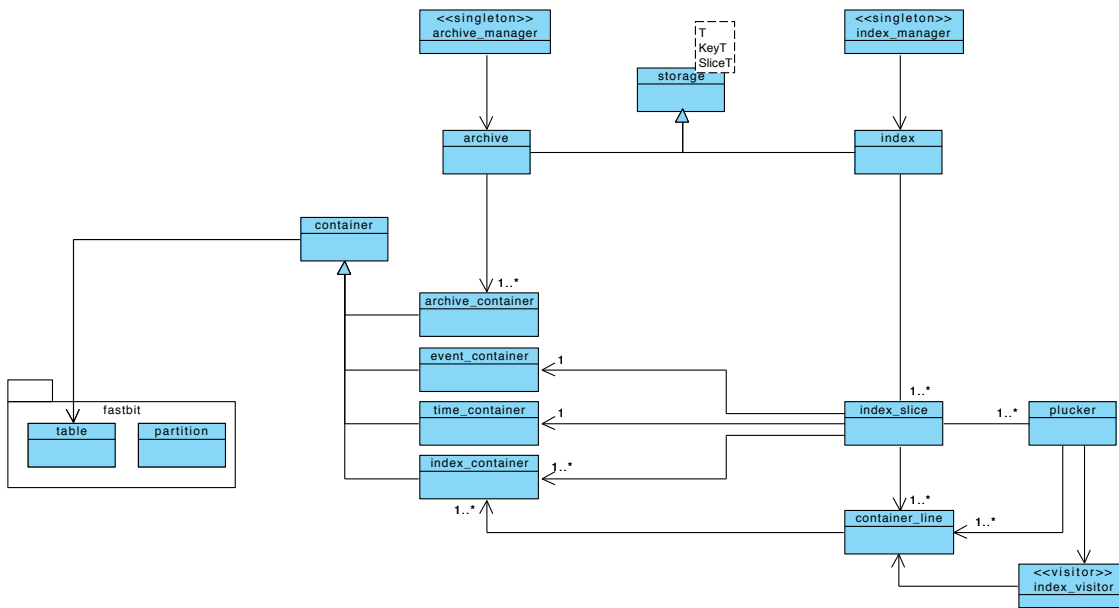 <<singleton>>
archive_manager
<<singleton>>
index_manager
T
KeyT
SliceT
storage
archive
index
container
1..*
archive_container
event_container
1
fastbit
table
partition
time_container
1
1..*
index_slice
1..*
plucker
index_container
1..*
1..*
1..*
container_line
1..*
<<visitor>>
index_visitor